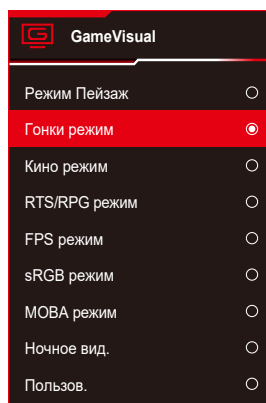 GameVisual
Режим Пейзаж
Гонки режим
Кино режим
RTS/RPG режим
FPS режим
sRGB режим
MOBA режим
Ночное вид.
Пользов.